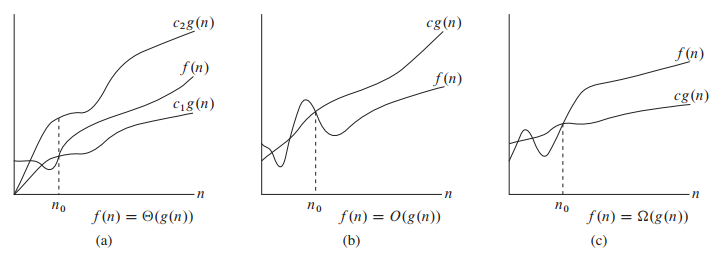 c₂g(n)
f(n)
c₁g(n)
n
n₀
f(n) = Θ(g(n))
(a)
cg(n)
f(n)
n
n₀
f(n) = O(g(n))
(b)
f(n)
cg(n)
n
n₀
f(n) = Ω(g(n))
(c)